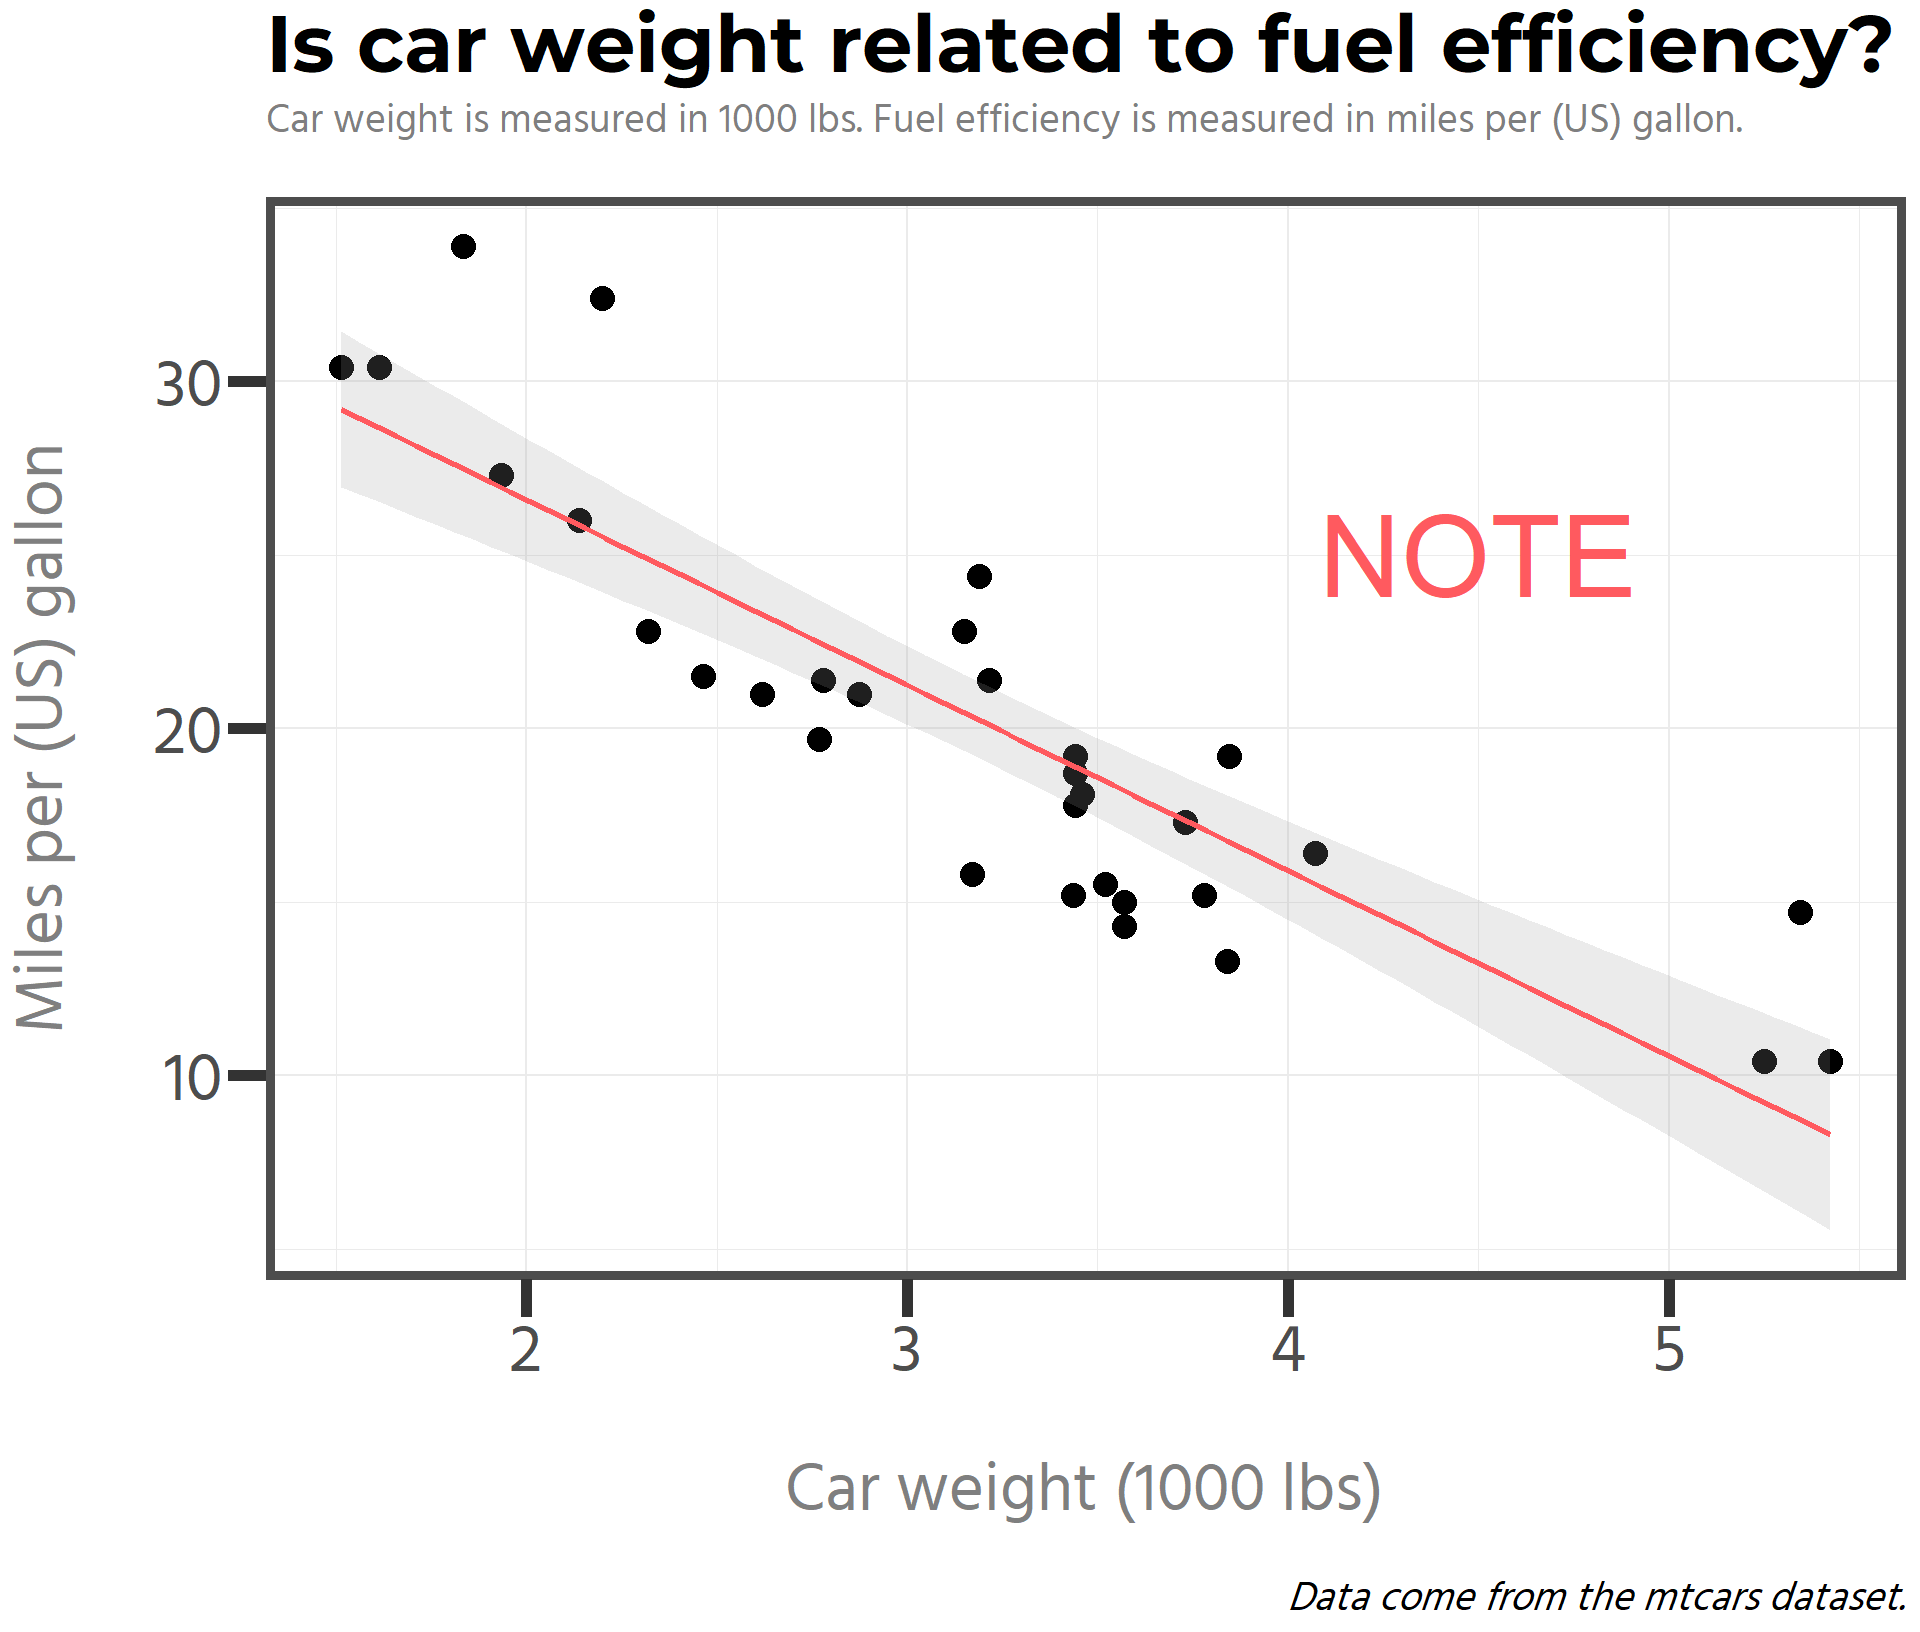 Is car weight related to fuel efficiency?
Car weight is measured in 1000 lbs. Fuel efficiency is measured in miles per (US) gallon.
Miles per (US) gallon
30
20
10
NOTE
2 3 4 5
Car weight (1000 lbs)
Data come from the mtcars dataset.